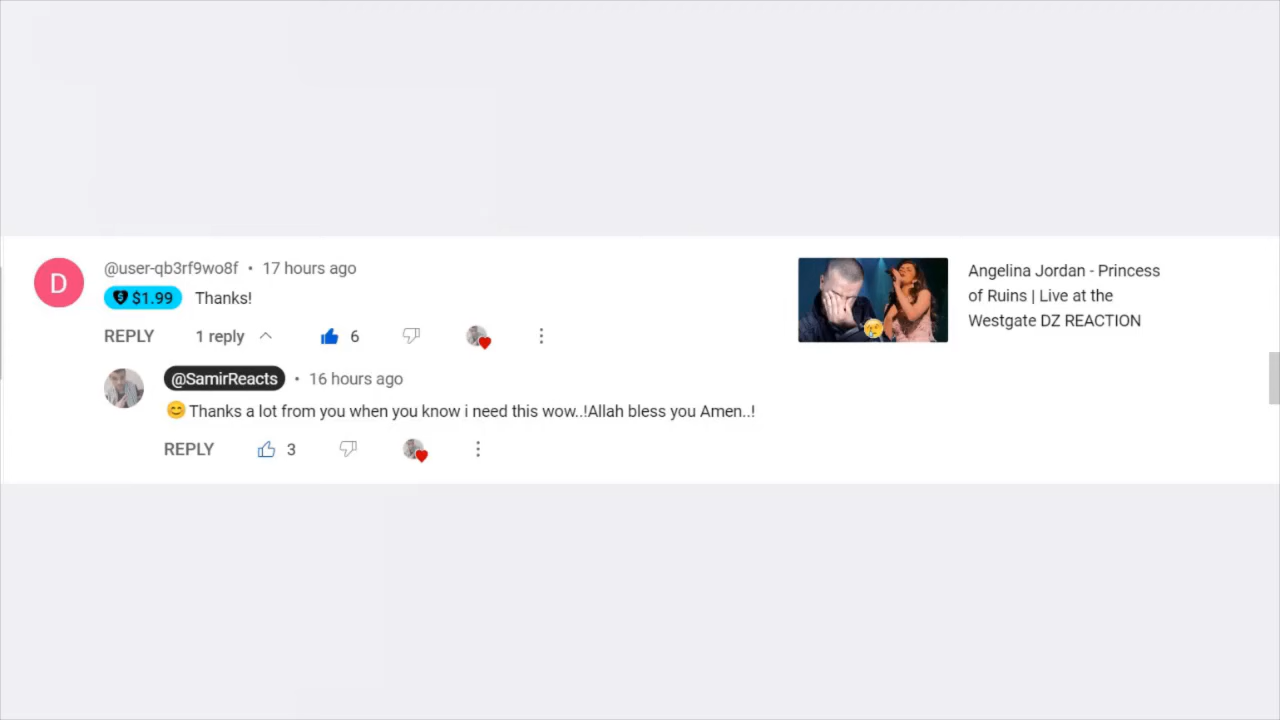 D
@user-qb3rf9wo8f • 17 hours ago
$1.99 Thanks!
REPLY 1 reply 6
@SamirReacts • 16 hours ago
😊 Thanks a lot from you when you know i need this wow..!Allah bless you Amen..!
REPLY 3
Angelina Jordan - Princess
of Ruins | Live at the
Westgate DZ REACTION